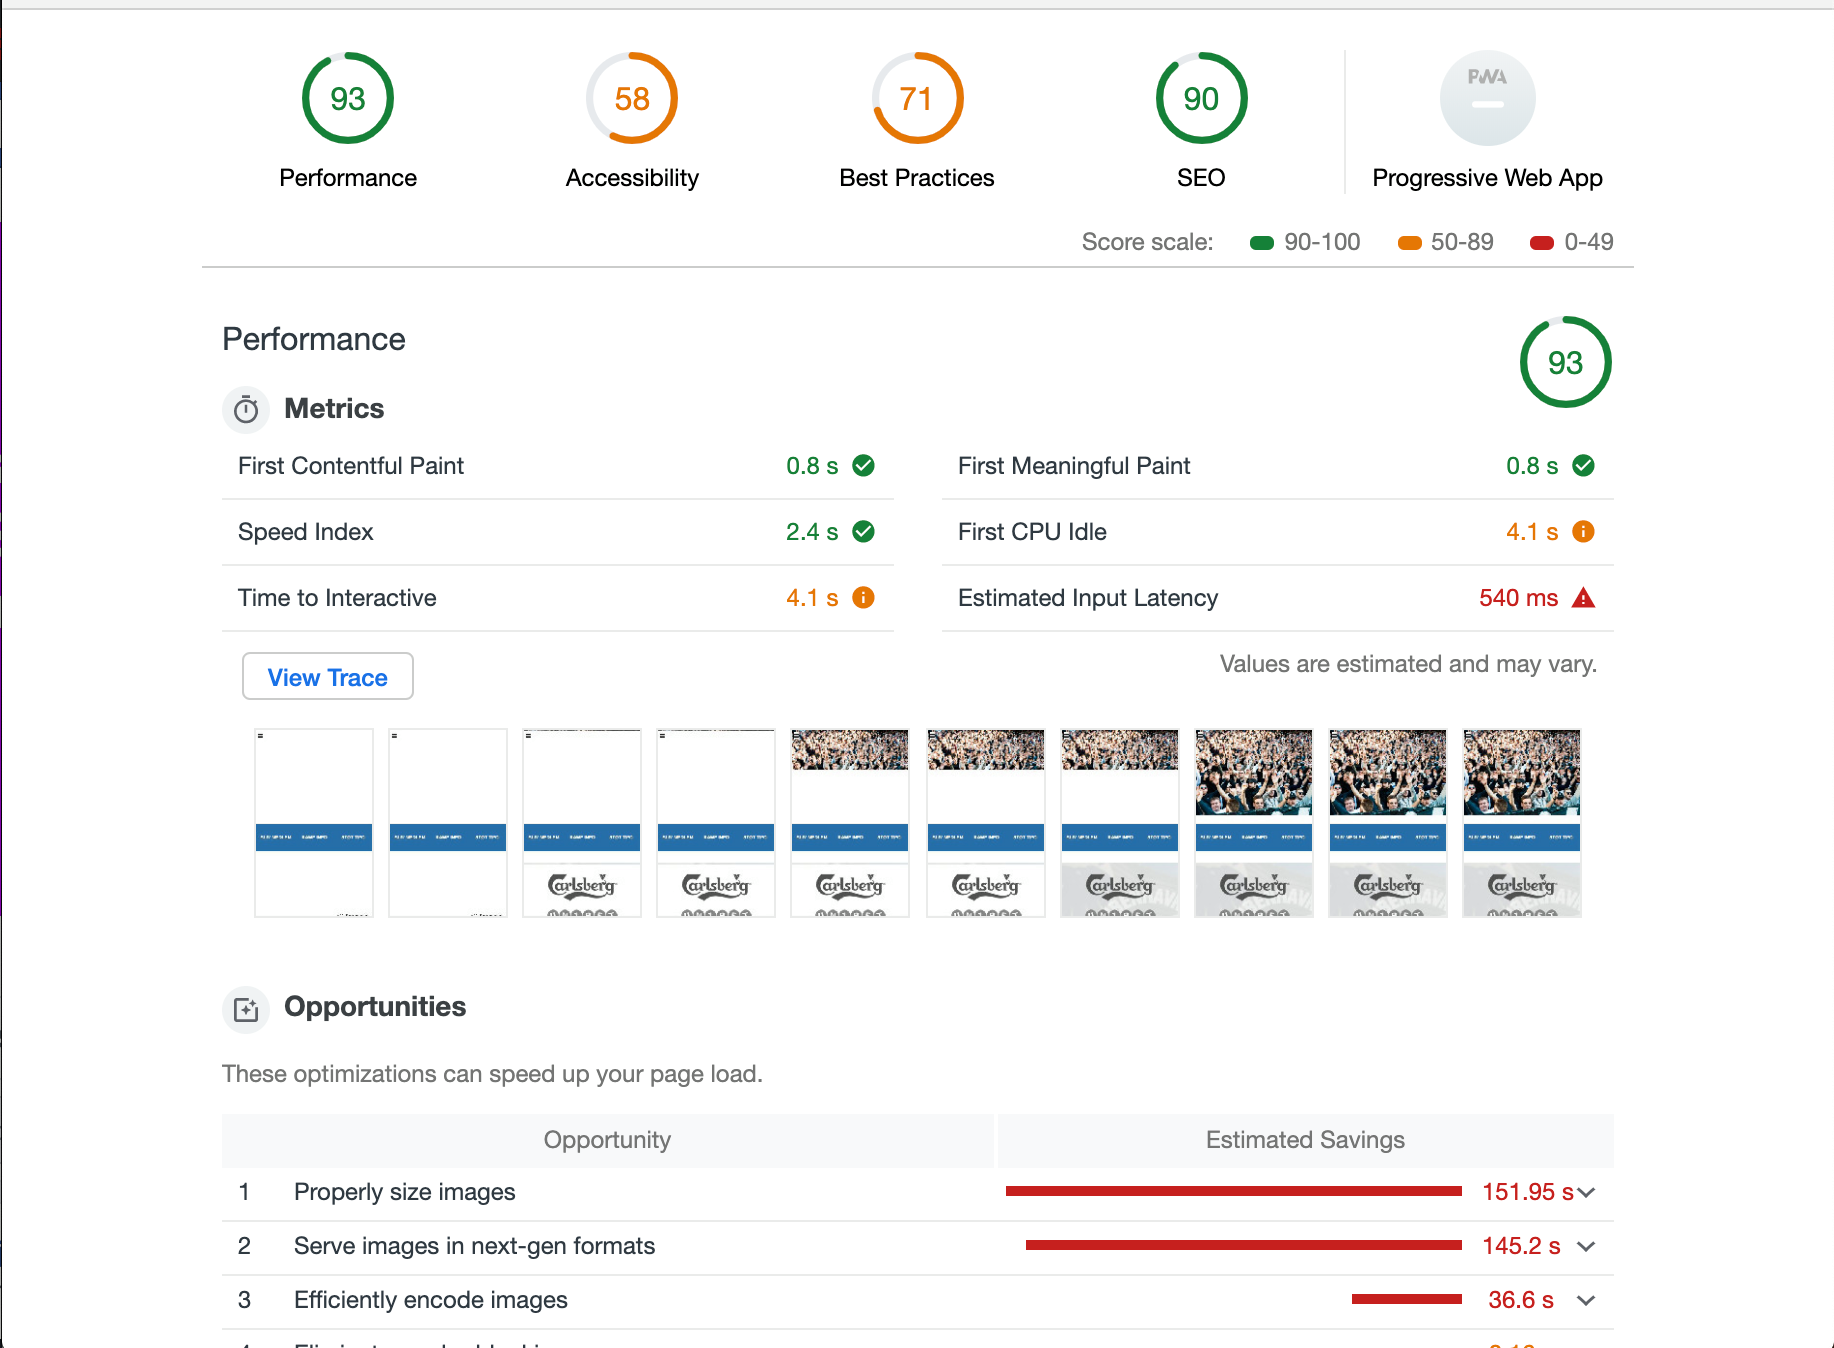 93
58
71
90
PWA
Performance
Accessibility
Best Practices
SEO
Progressive Web App
Score scale: 90-100 50-89 0-49
Performance
93
Metrics
First Contentful Paint 0.8 s
First Meaningful Paint 0.8 s
Speed Index 2.4 s
First CPU Idle 4.1 s
Time to Interactive 4.1 s
Estimated Input Latency 540 ms
View Trace
Values are estimated and may vary.
Carlsberg
Carlsberg
Carlsberg
Carlsberg
Carlsberg
Carlsberg
Carlsberg
Carlsberg
Opportunities
These optimizations can speed up your page load.
Opportunity Estimated Savings
1 Properly size images 151.95 s
2 Serve images in next-gen formats 145.2 s
3 Efficiently encode images 36.6 s